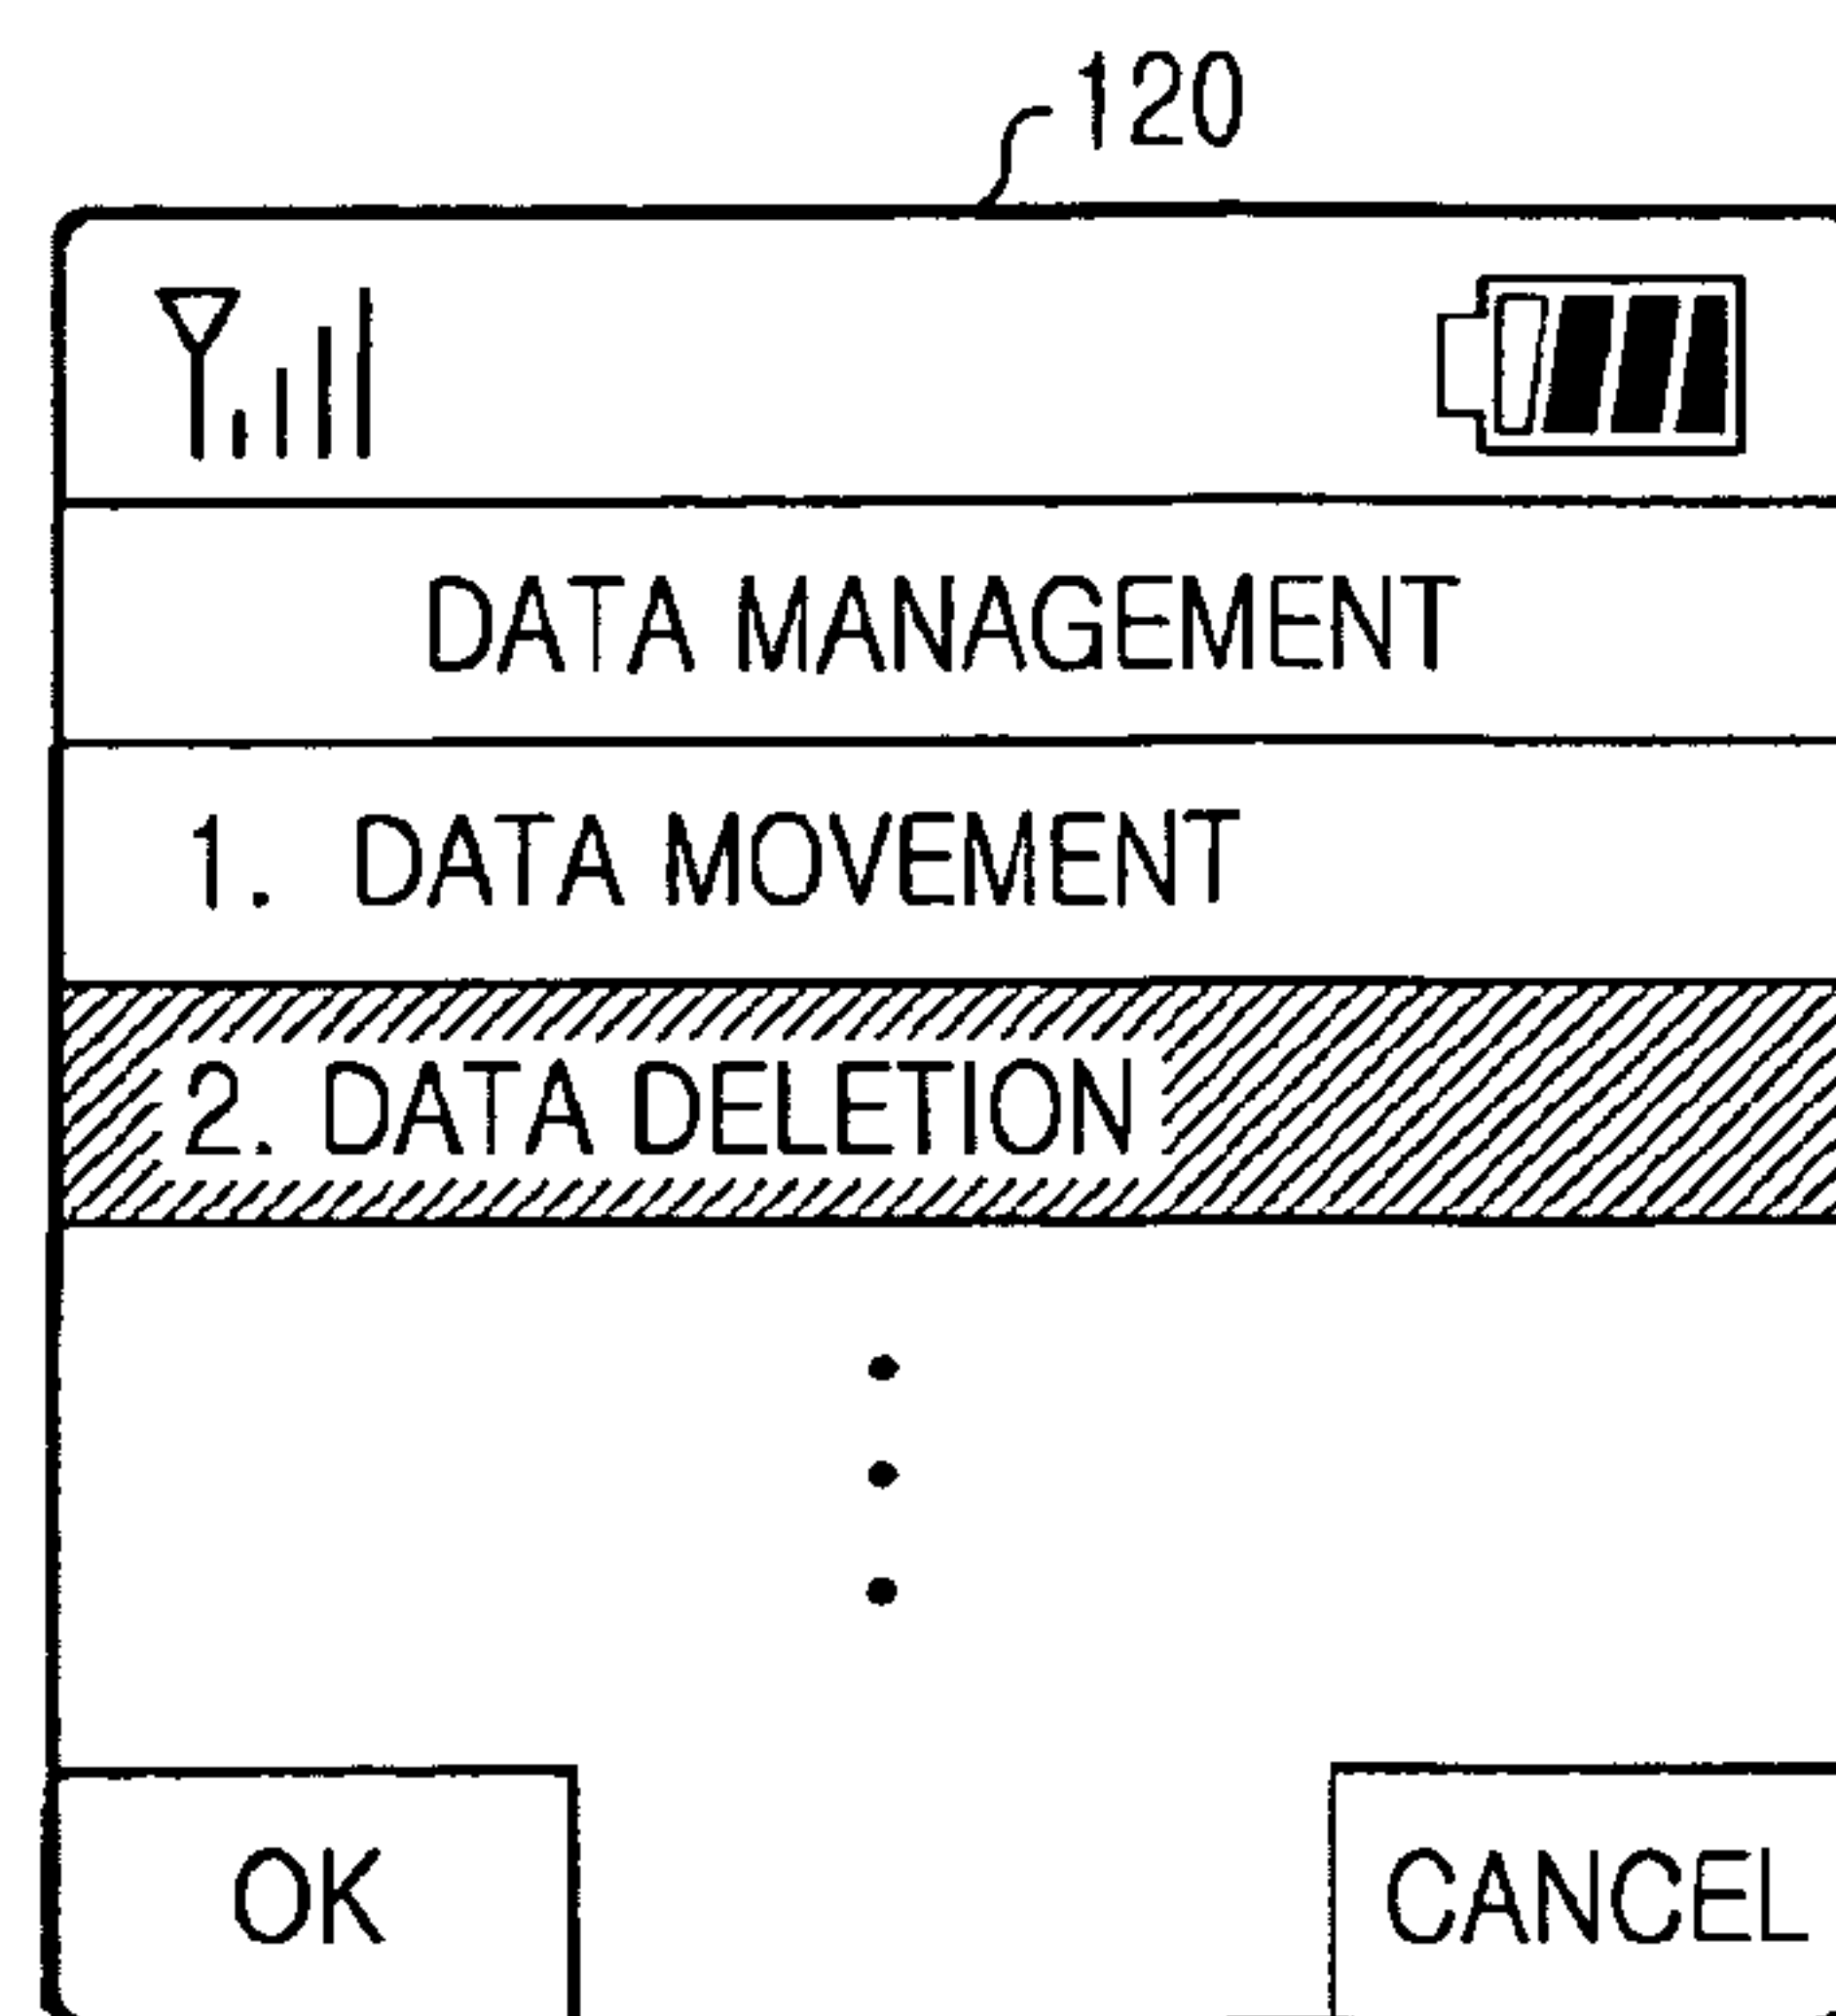 120
DATA MANAGEMENT
1. DATA MOVEMENT
2. DATA DELETION
OK
CANCEL